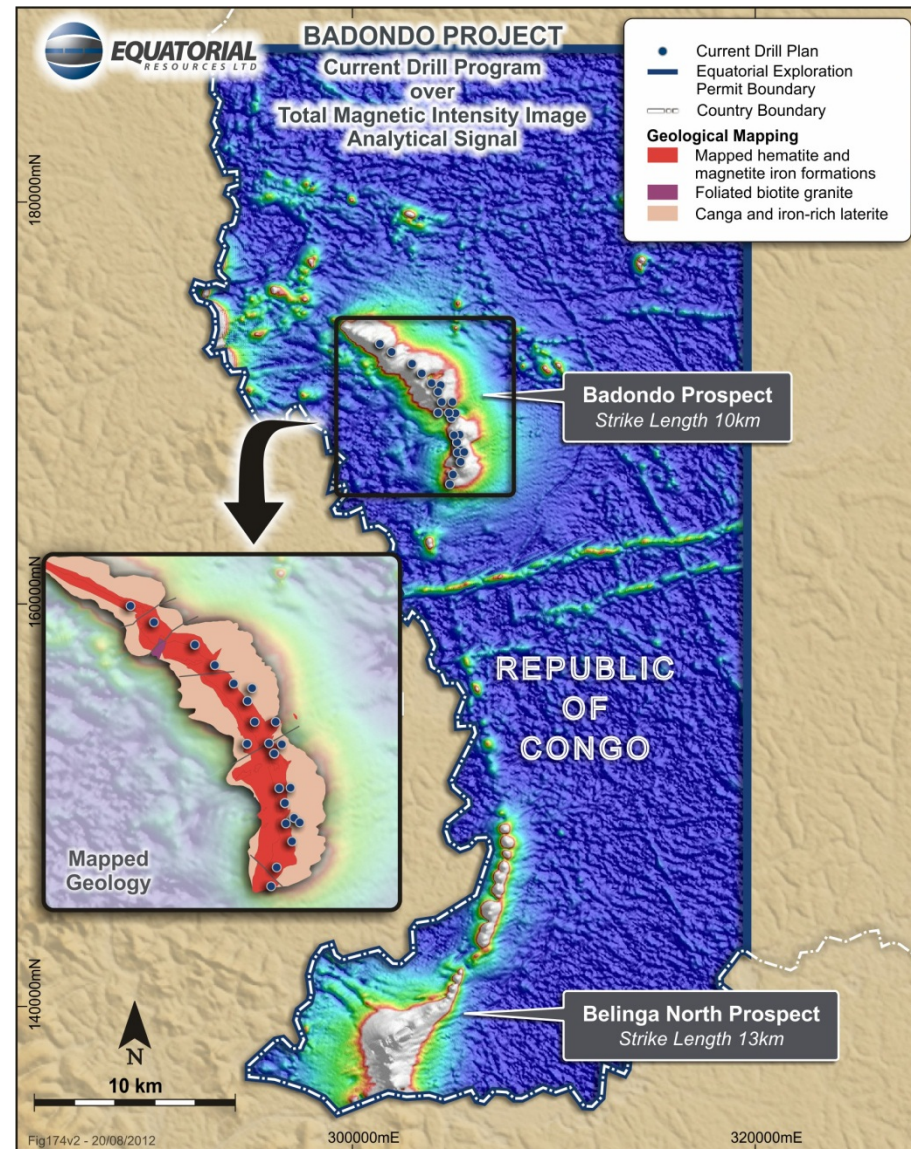 EQUATORIAL
RESOURCES LTD
BADONDO PROJECT
Current Drill Program
over
Total Magnetic Intensity Image
Analytical Signal
Current Drill Plan
Equatorial Exploration
Permit Boundary
Country Boundary
Geological Mapping
Mapped hematite and
magnetite iron formations
Foliated biotite granite
Canga and iron-rich laterite
180000mN
Badondo Prospect
Strike Length 10km
160000mN
REPUBLIC
OF
CONGO
Mapped
Geology
140000mN
Belinga North Prospect
Strike Length 13km
N
10 km
Fig174v2 - 20/08/2012
300000mE
320000mE